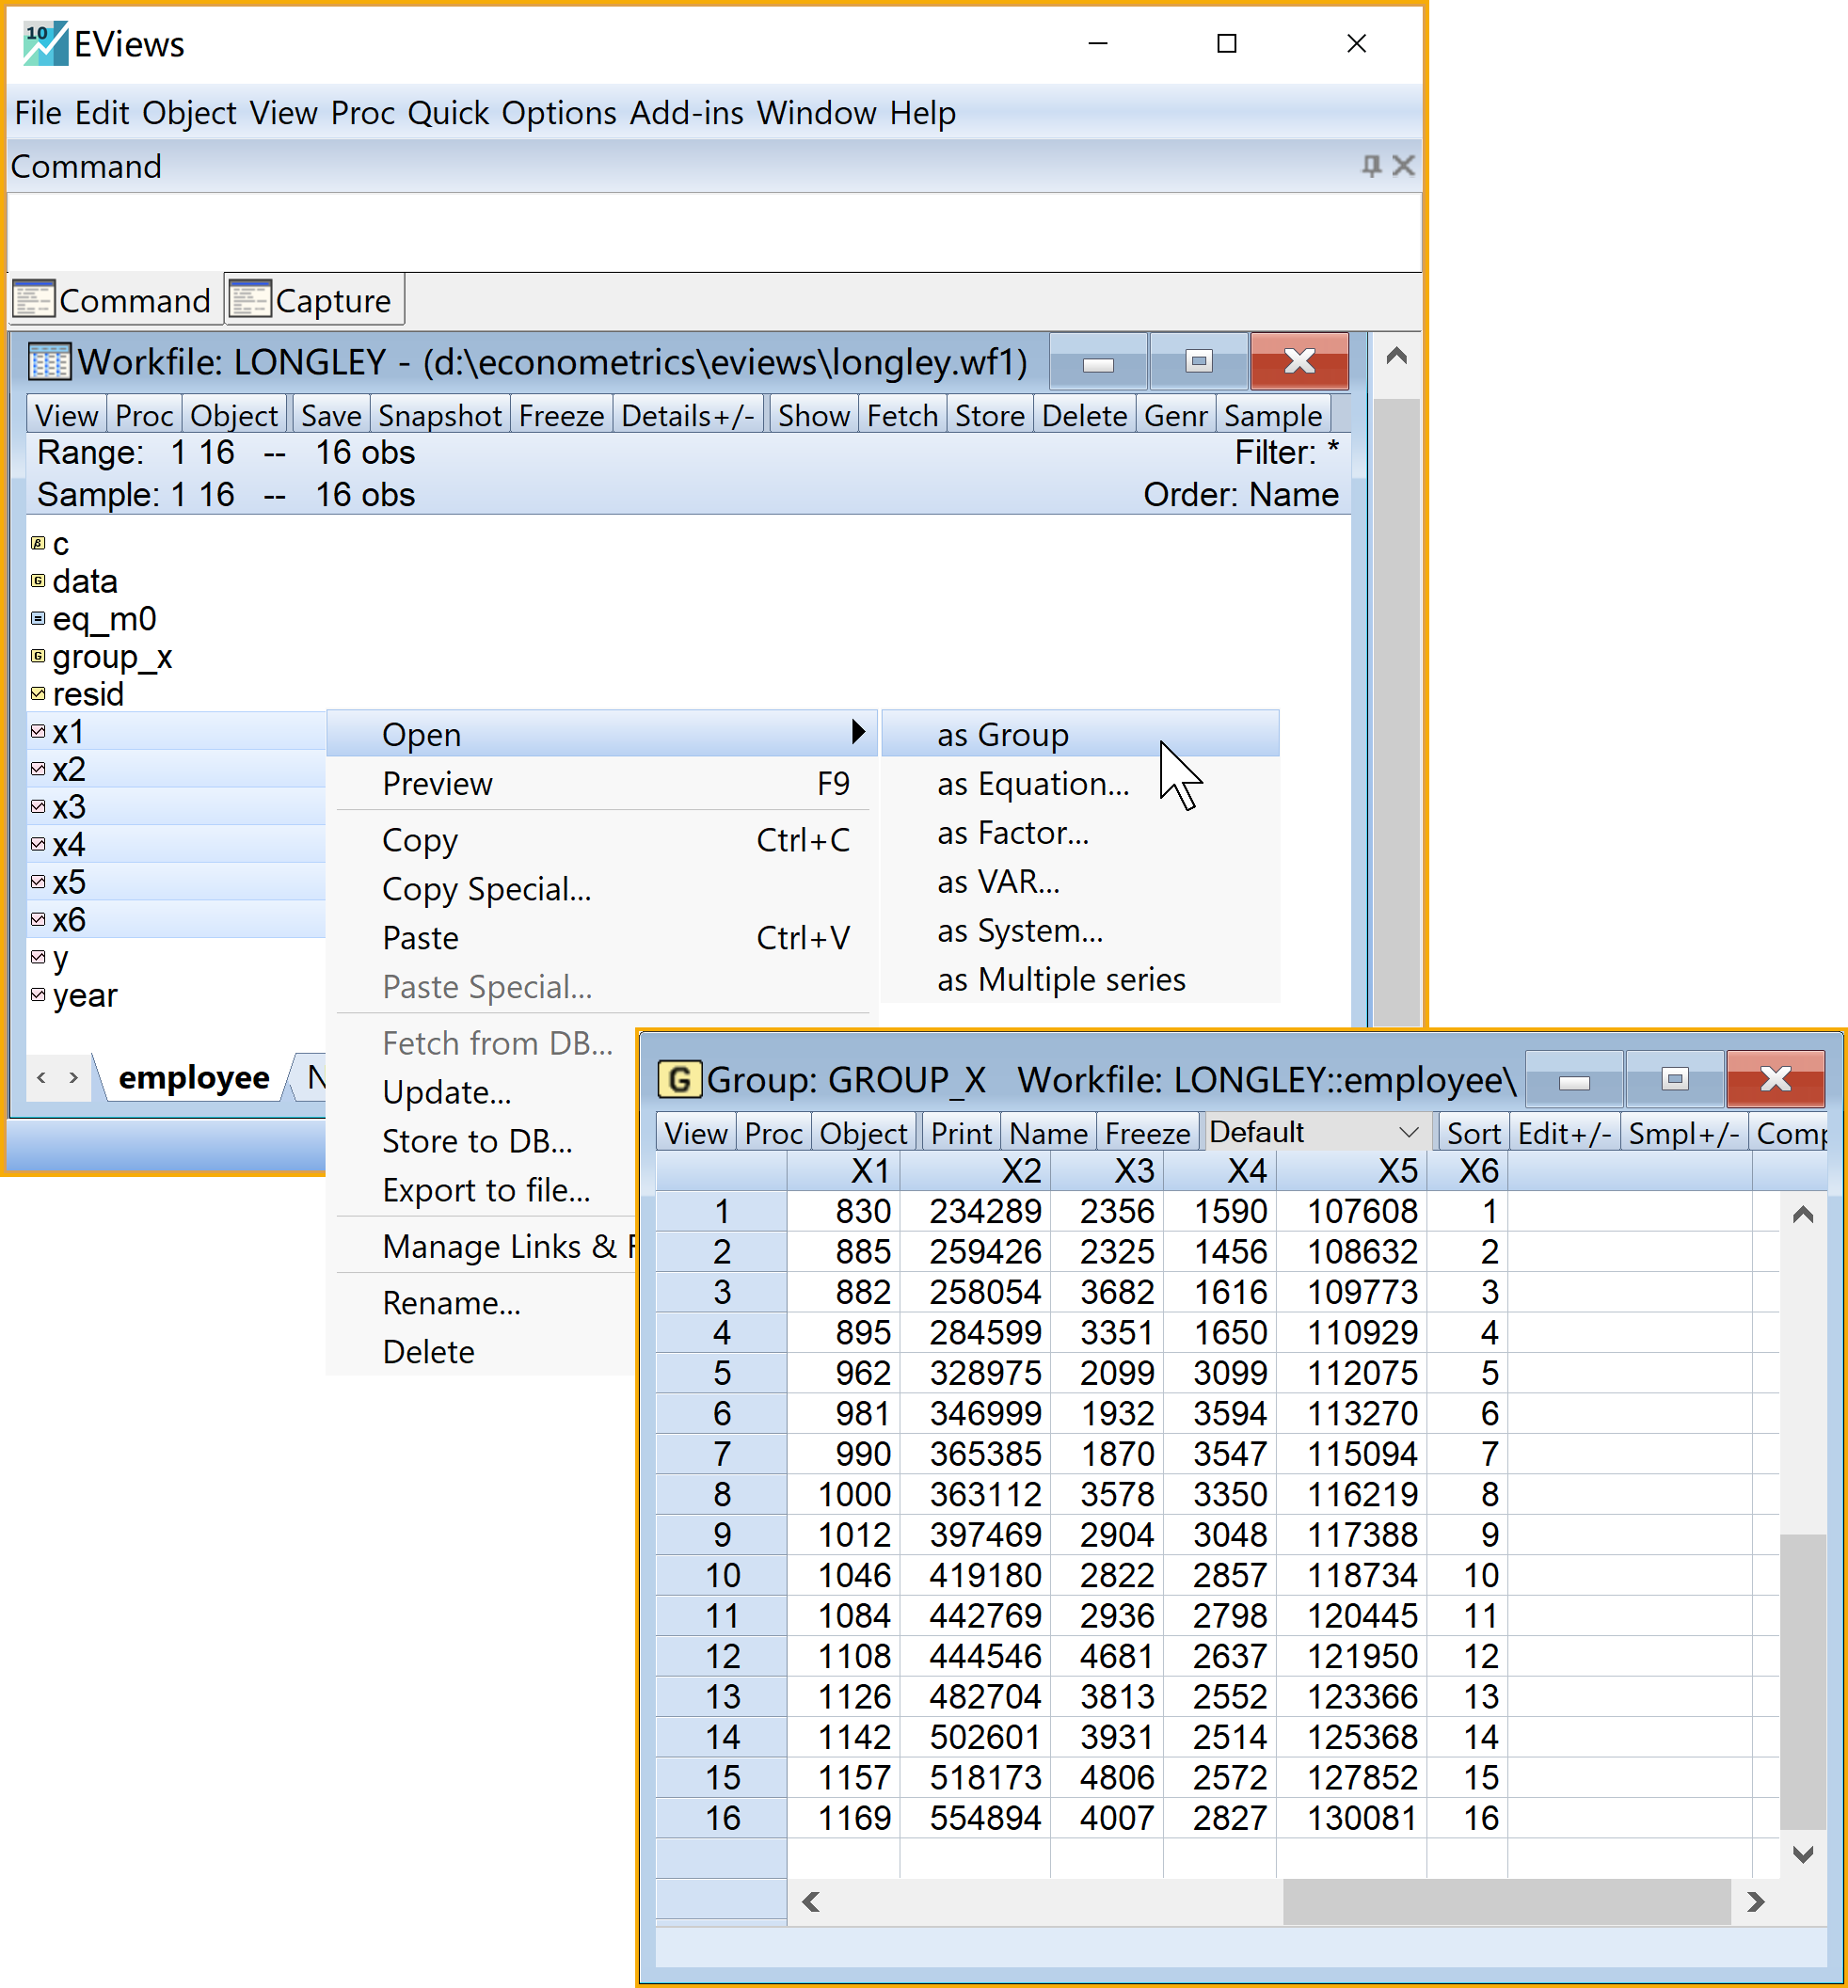 10 EViews
File Edit Object View Proc Quick Options Add-ins Window Help
Command
Command Capture
Workfile: LONGLEY - (d:\econometrics\eviews\longley.wf1)
View Proc Object Save Snapshot Freeze Details+/- Show Fetch Store Delete Genr Sample
Range: 1 16 -- 16 obs Filter: *
Sample: 1 16 -- 16 obs Order: Name
c
data
eq_m0
group_x
resid
x1
x2
x3
x4
x5
x6
y
year
employee N
Open
Preview F9
Copy Ctrl+C
Copy Special...
Paste Ctrl+V
Paste Special...
Fetch from DB...
Update...
Store to DB...
Export to file...
Manage Links &
Rename...
Delete
as Group
as Equation...
as Factor...
as VAR...
as System...
as Multiple series
G Group: GROUP_X Workfile: LONGLEY::employee\
View Proc Object Print Name Freeze Default Sort Edit+/- Smpl+/- Comp
X1 X2 X3 X4 X5 X6
1 830 234289 2356 1590 107608 1
2 885 259426 2325 1456 108632 2
3 882 258054 3682 1616 109773 3
4 895 284599 3351 1650 110929 4
5 962 328975 2099 3099 112075 5
6 981 346999 1932 3594 113270 6
7 990 365385 1870 3547 115094 7
8 1000 363112 3578 3350 116219 8
9 1012 397469 2904 3048 117388 9
10 1046 419180 2822 2857 118734 10
11 1084 442769 2936 2798 120445 11
12 1108 444546 4681 2637 121950 12
13 1126 482704 3813 2552 123366 13
14 1142 502601 3931 2514 125368 14
15 1157 518173 4806 2572 127852 15
16 1169 554894 4007 2827 130081 16